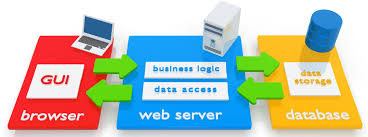 GUI
browser
business logic
data access
web server
data
storage
database